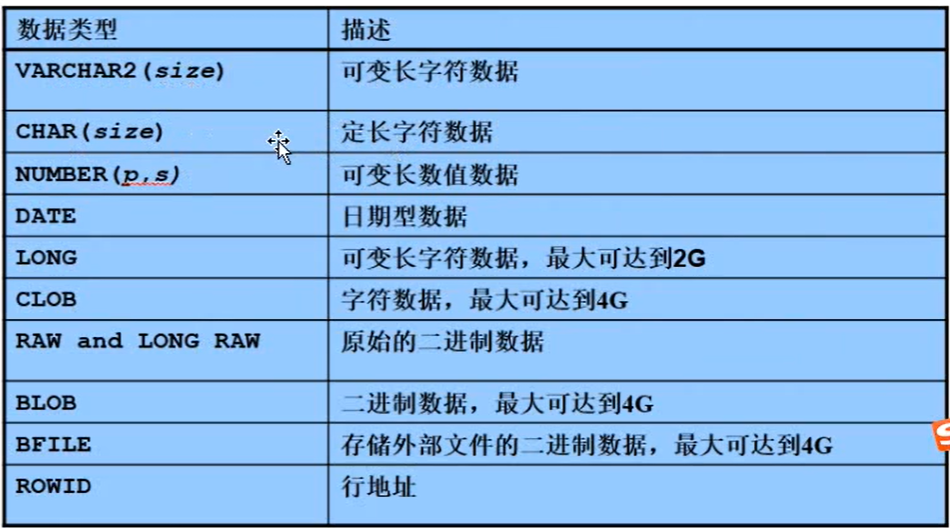 数据类型 描述
VARCHAR2(size) 可变长字符数据
CHAR(size) 定长字符数据
NUMBER(p,s) 可变长数值数据
DATE 日期型数据
LONG 可变长字符数据，最大可达到2G
CLOB 字符数据，最大可达到4G
RAW and LONG RAW 原始的二进制数据
BLOB 二进制数据，最大可达到4G
BFILE 存储外部文件的二进制数据，最大可达到4G
ROWID 行地址